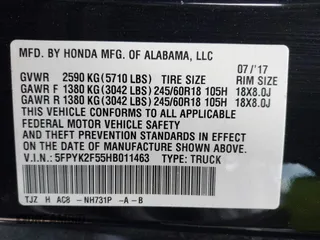 MFD. BY HONDA MFG. OF ALABAMA, LLC
07/'17
GVWR 2590 KG (5710 LBS) TIRE SIZE RIM SIZE
GAWR F 1380 KG (3042 LBS) 245/60R18 105H 18X8.0J
GAWR R 1380 KG (3042 LBS) 245/60R18 105H 18X8.0J
THIS VEHICLE CONFORMS TO ALL APPLICABLE
FEDERAL MOTOR VEHICLE SAFETY STANDARDS IN EFFECT
ON THE DATE OF MANUFACTURE SHOWN ABOVE.
V.I.N.: 5FPYK2F55HB011463 TYPE: TRUCK
TJZ H AC8 -NH731P -A -B